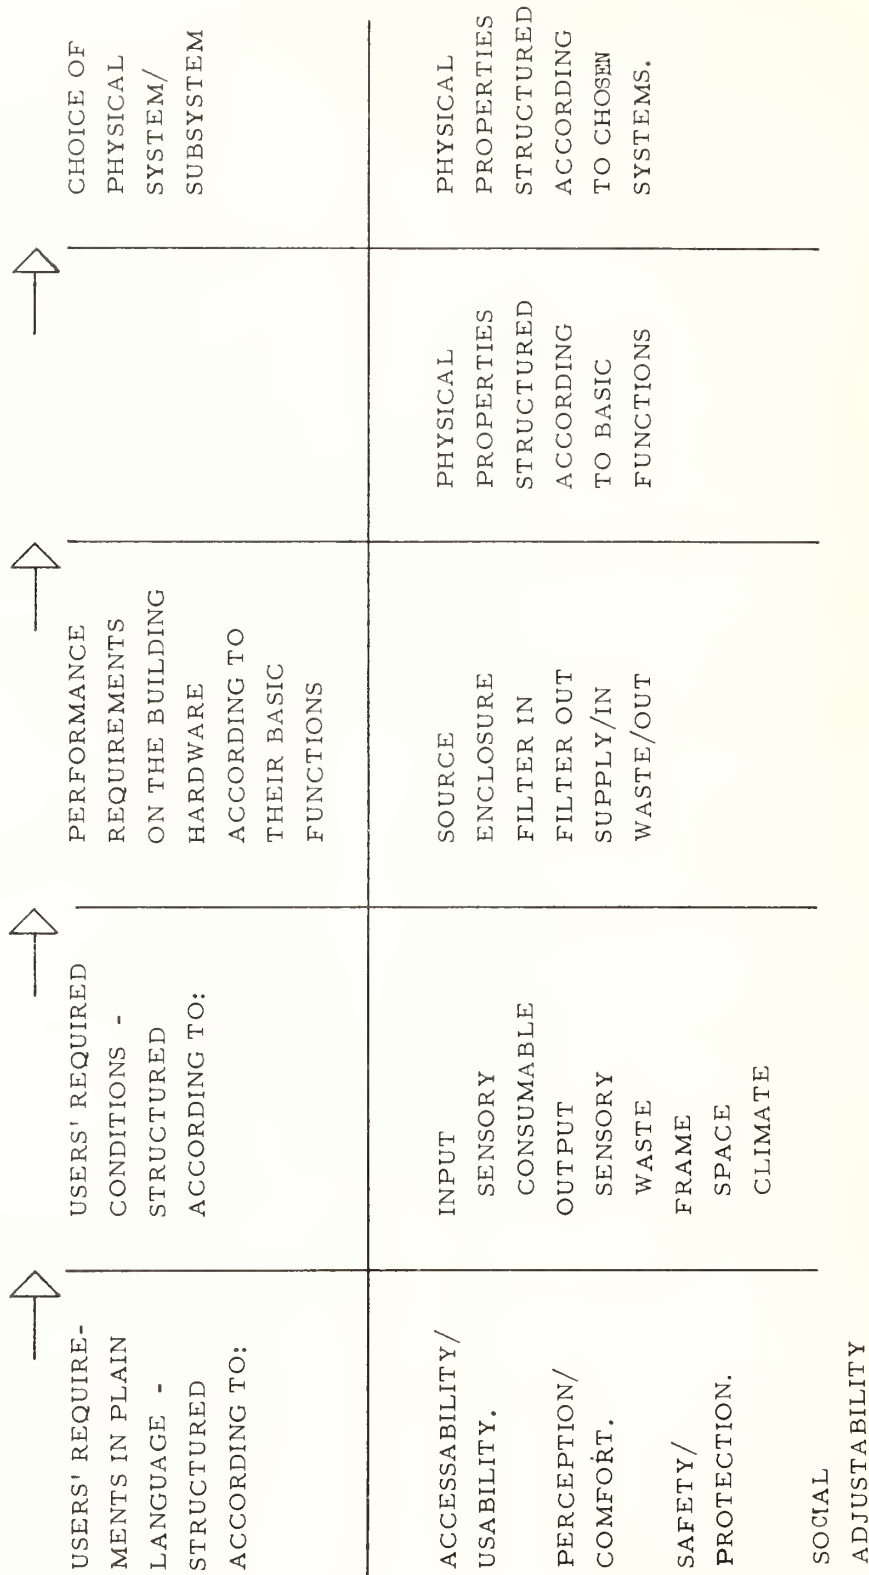 USERS' REQUIRE-
MENTS IN PLAIN
LANGUAGE -
STRUCTURED
ACCORDING TO:
USERS' REQUIRED
CONDITIONS -
STRUCTURED
ACCORDING TO:
PERFORMANCE
REQUIREMENTS
ON THE BUILDING
HARDWARE
ACCORDING TO
THEIR BASIC
FUNCTIONS
CHOICE OF
PHYSICAL
SYSTEM/
SUBSYSTEM
ACCESSABILITY/
USABILITY.
PERCEPTION/
COMFORT.
SAFETY/
PROTECTION.
SOCIAL
ADJUSTABILITY
INPUT
SENSORY
CONSUMABLE
OUTPUT
SENSORY
WASTE
FRAME
SPACE
CLIMATE
SOURCE
ENCLOSURE
FILTER IN
FILTER OUT
SUPPLY/IN
WASTE/OUT
PHYSICAL
PROPERTIES
STRUCTURED
ACCORDING
TO BASIC
FUNCTIONS
PHYSICAL
PROPERTIES
STRUCTURED
ACCORDING
TO CHOSEN
SYSTEMS.